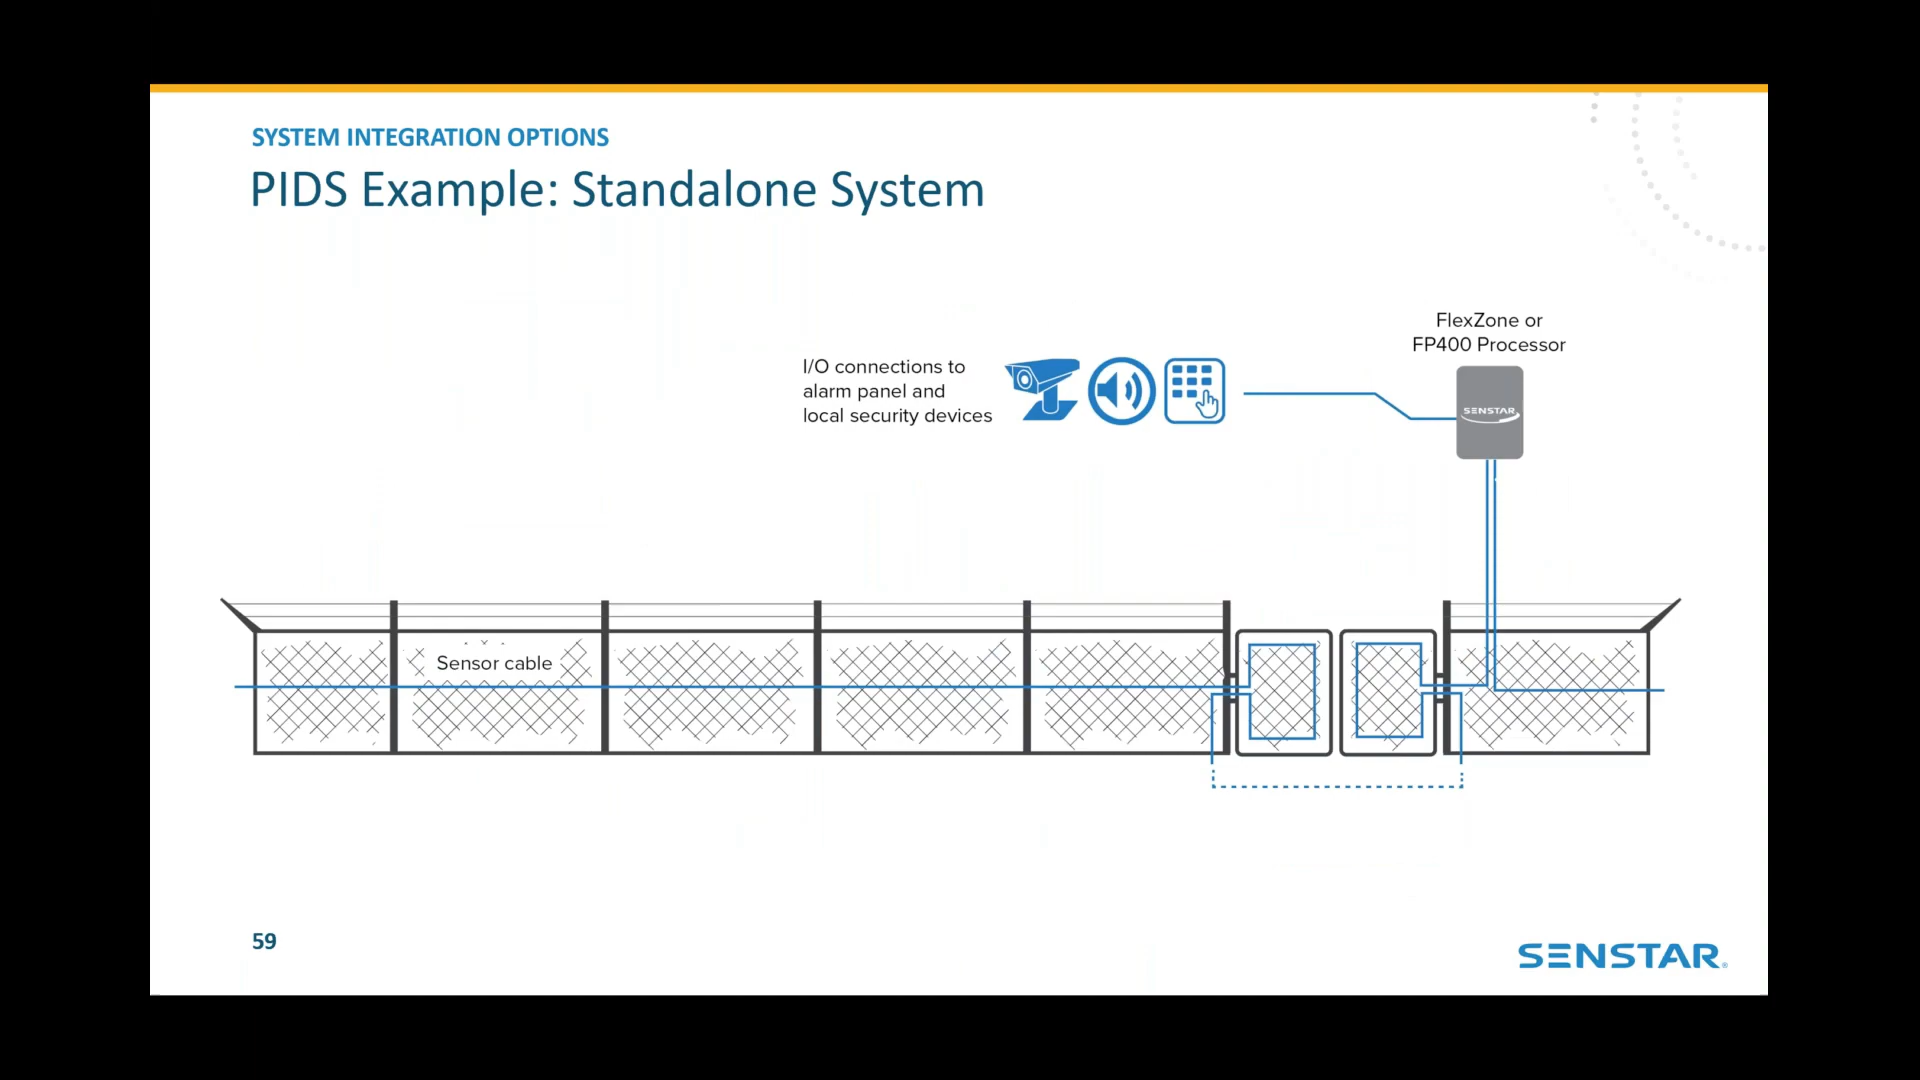 SYSTEM INTEGRATION OPTIONS
PIDS Example: Standalone System
FlexZone or
FP400 Processor
I/O connections to
alarm panel and
local security devices
SENSTAR
Sensor cable
59
SENSTAR®